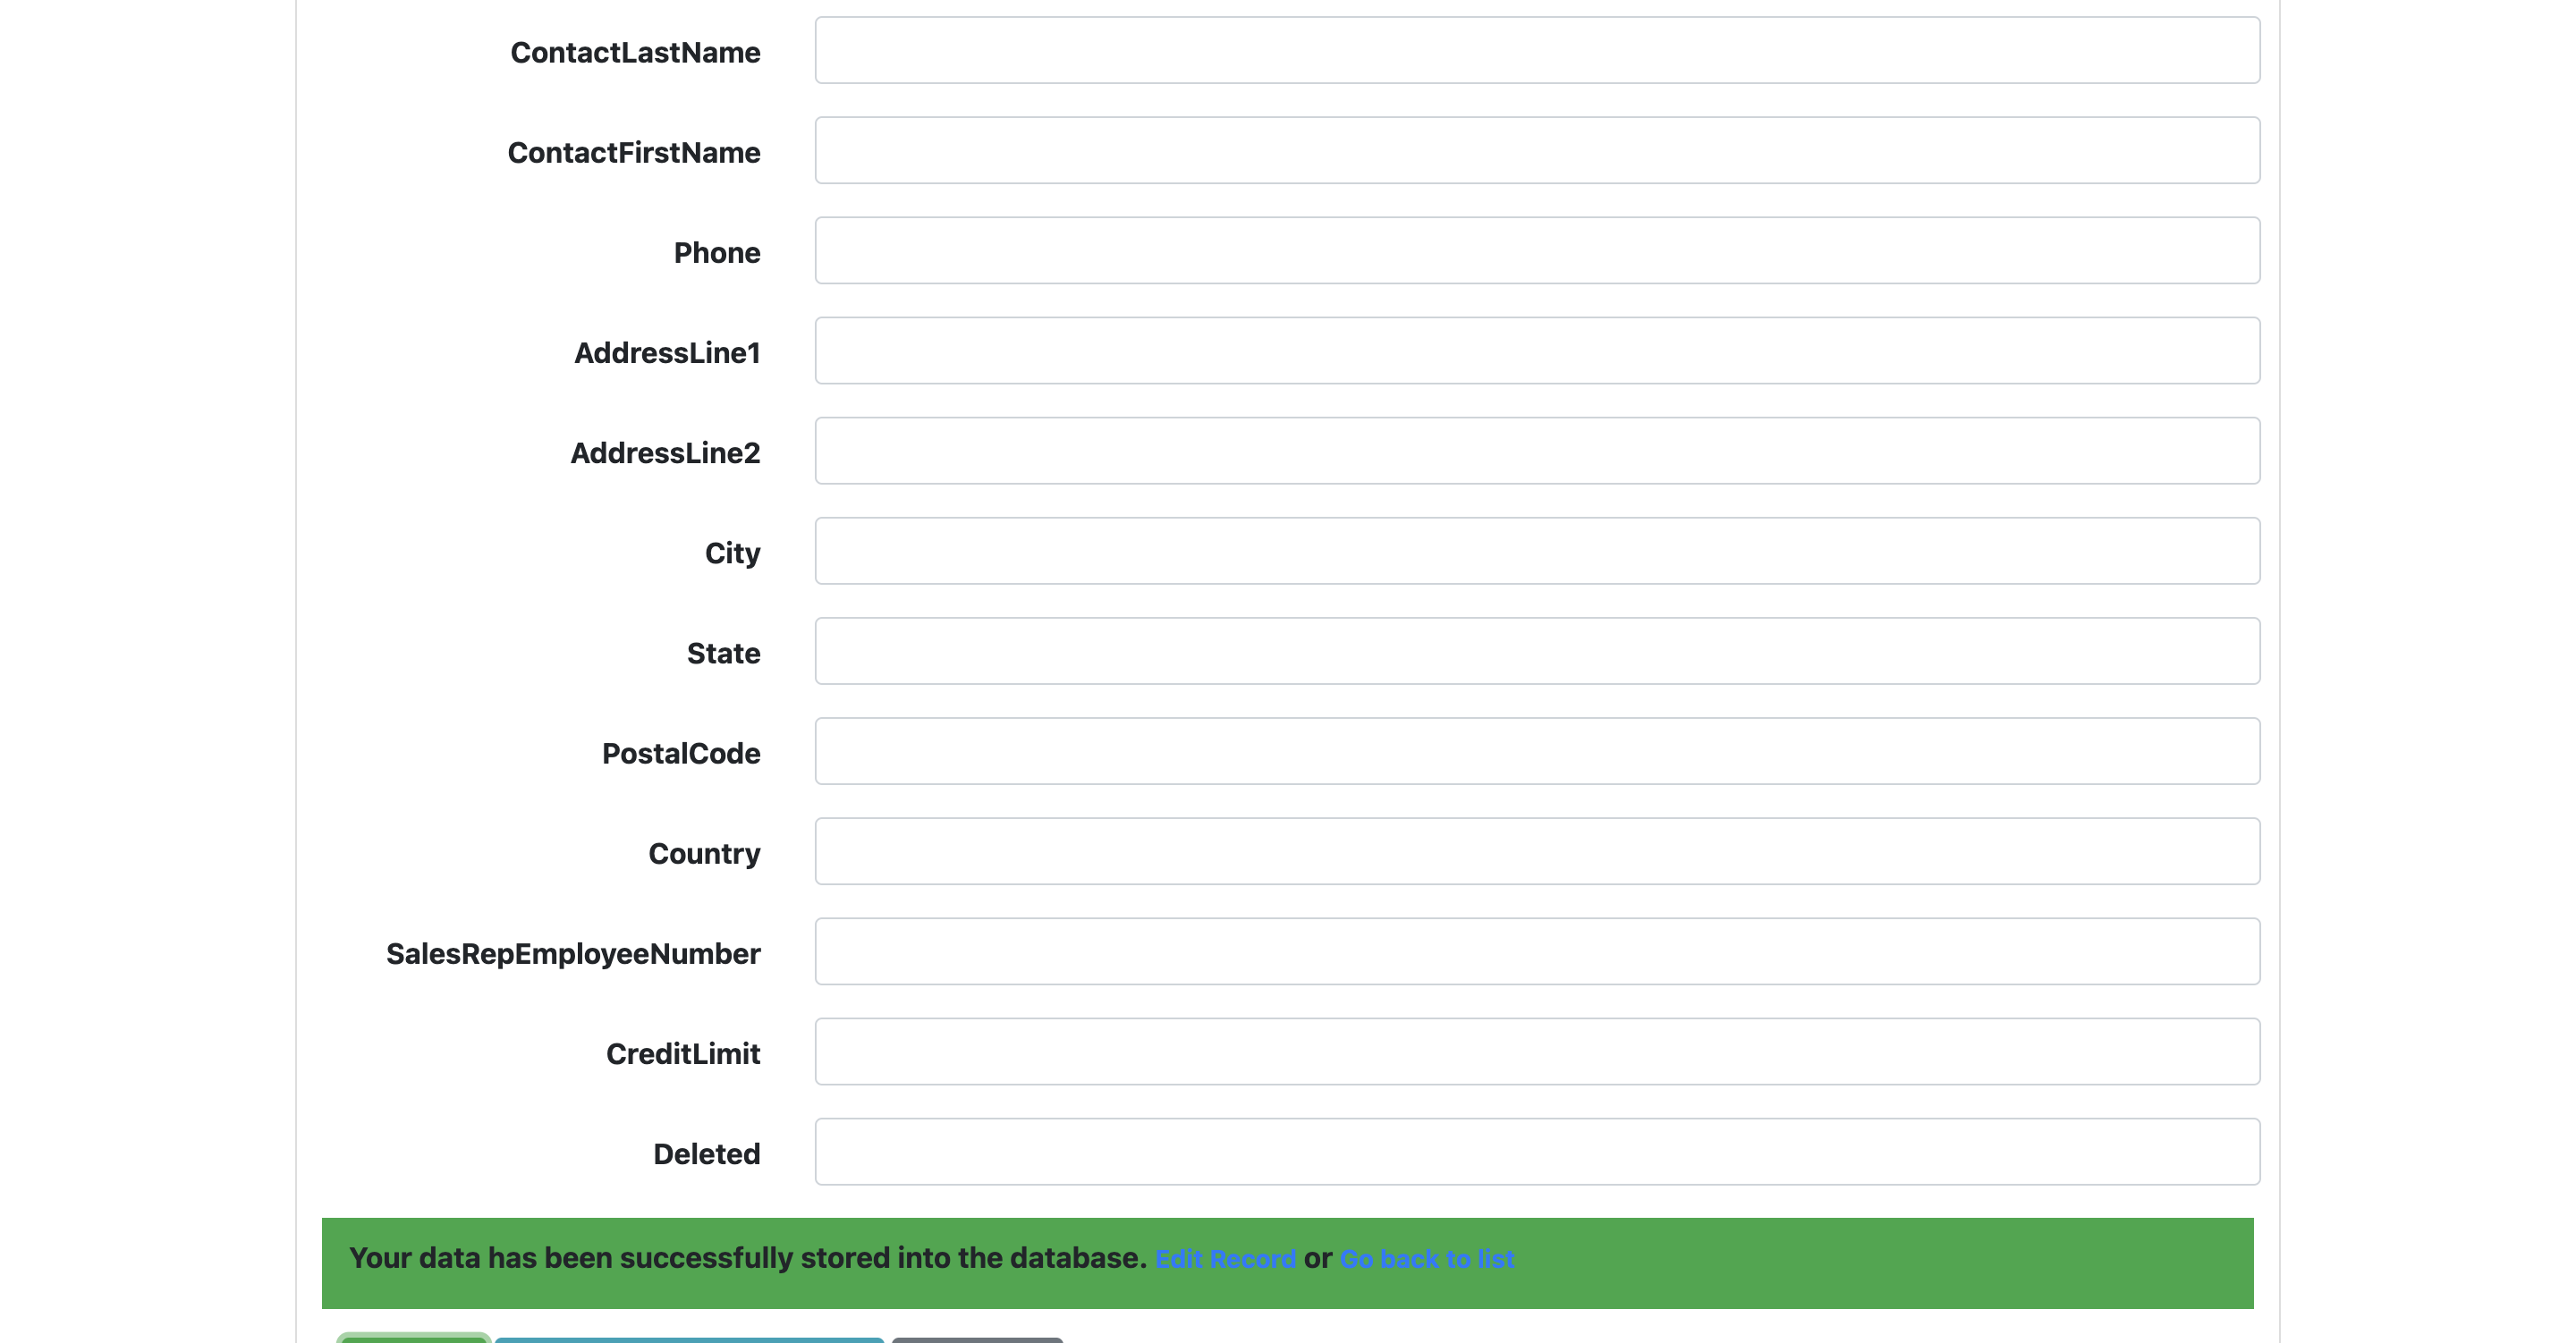 ContactLastName
ContactFirstName
Phone
AddressLine1
AddressLine2
City
State
PostalCode
Country
SalesRepEmployeeNumber
CreditLimit
Deleted
Your data has been successfully stored into the database. Edit Record or Go back to list